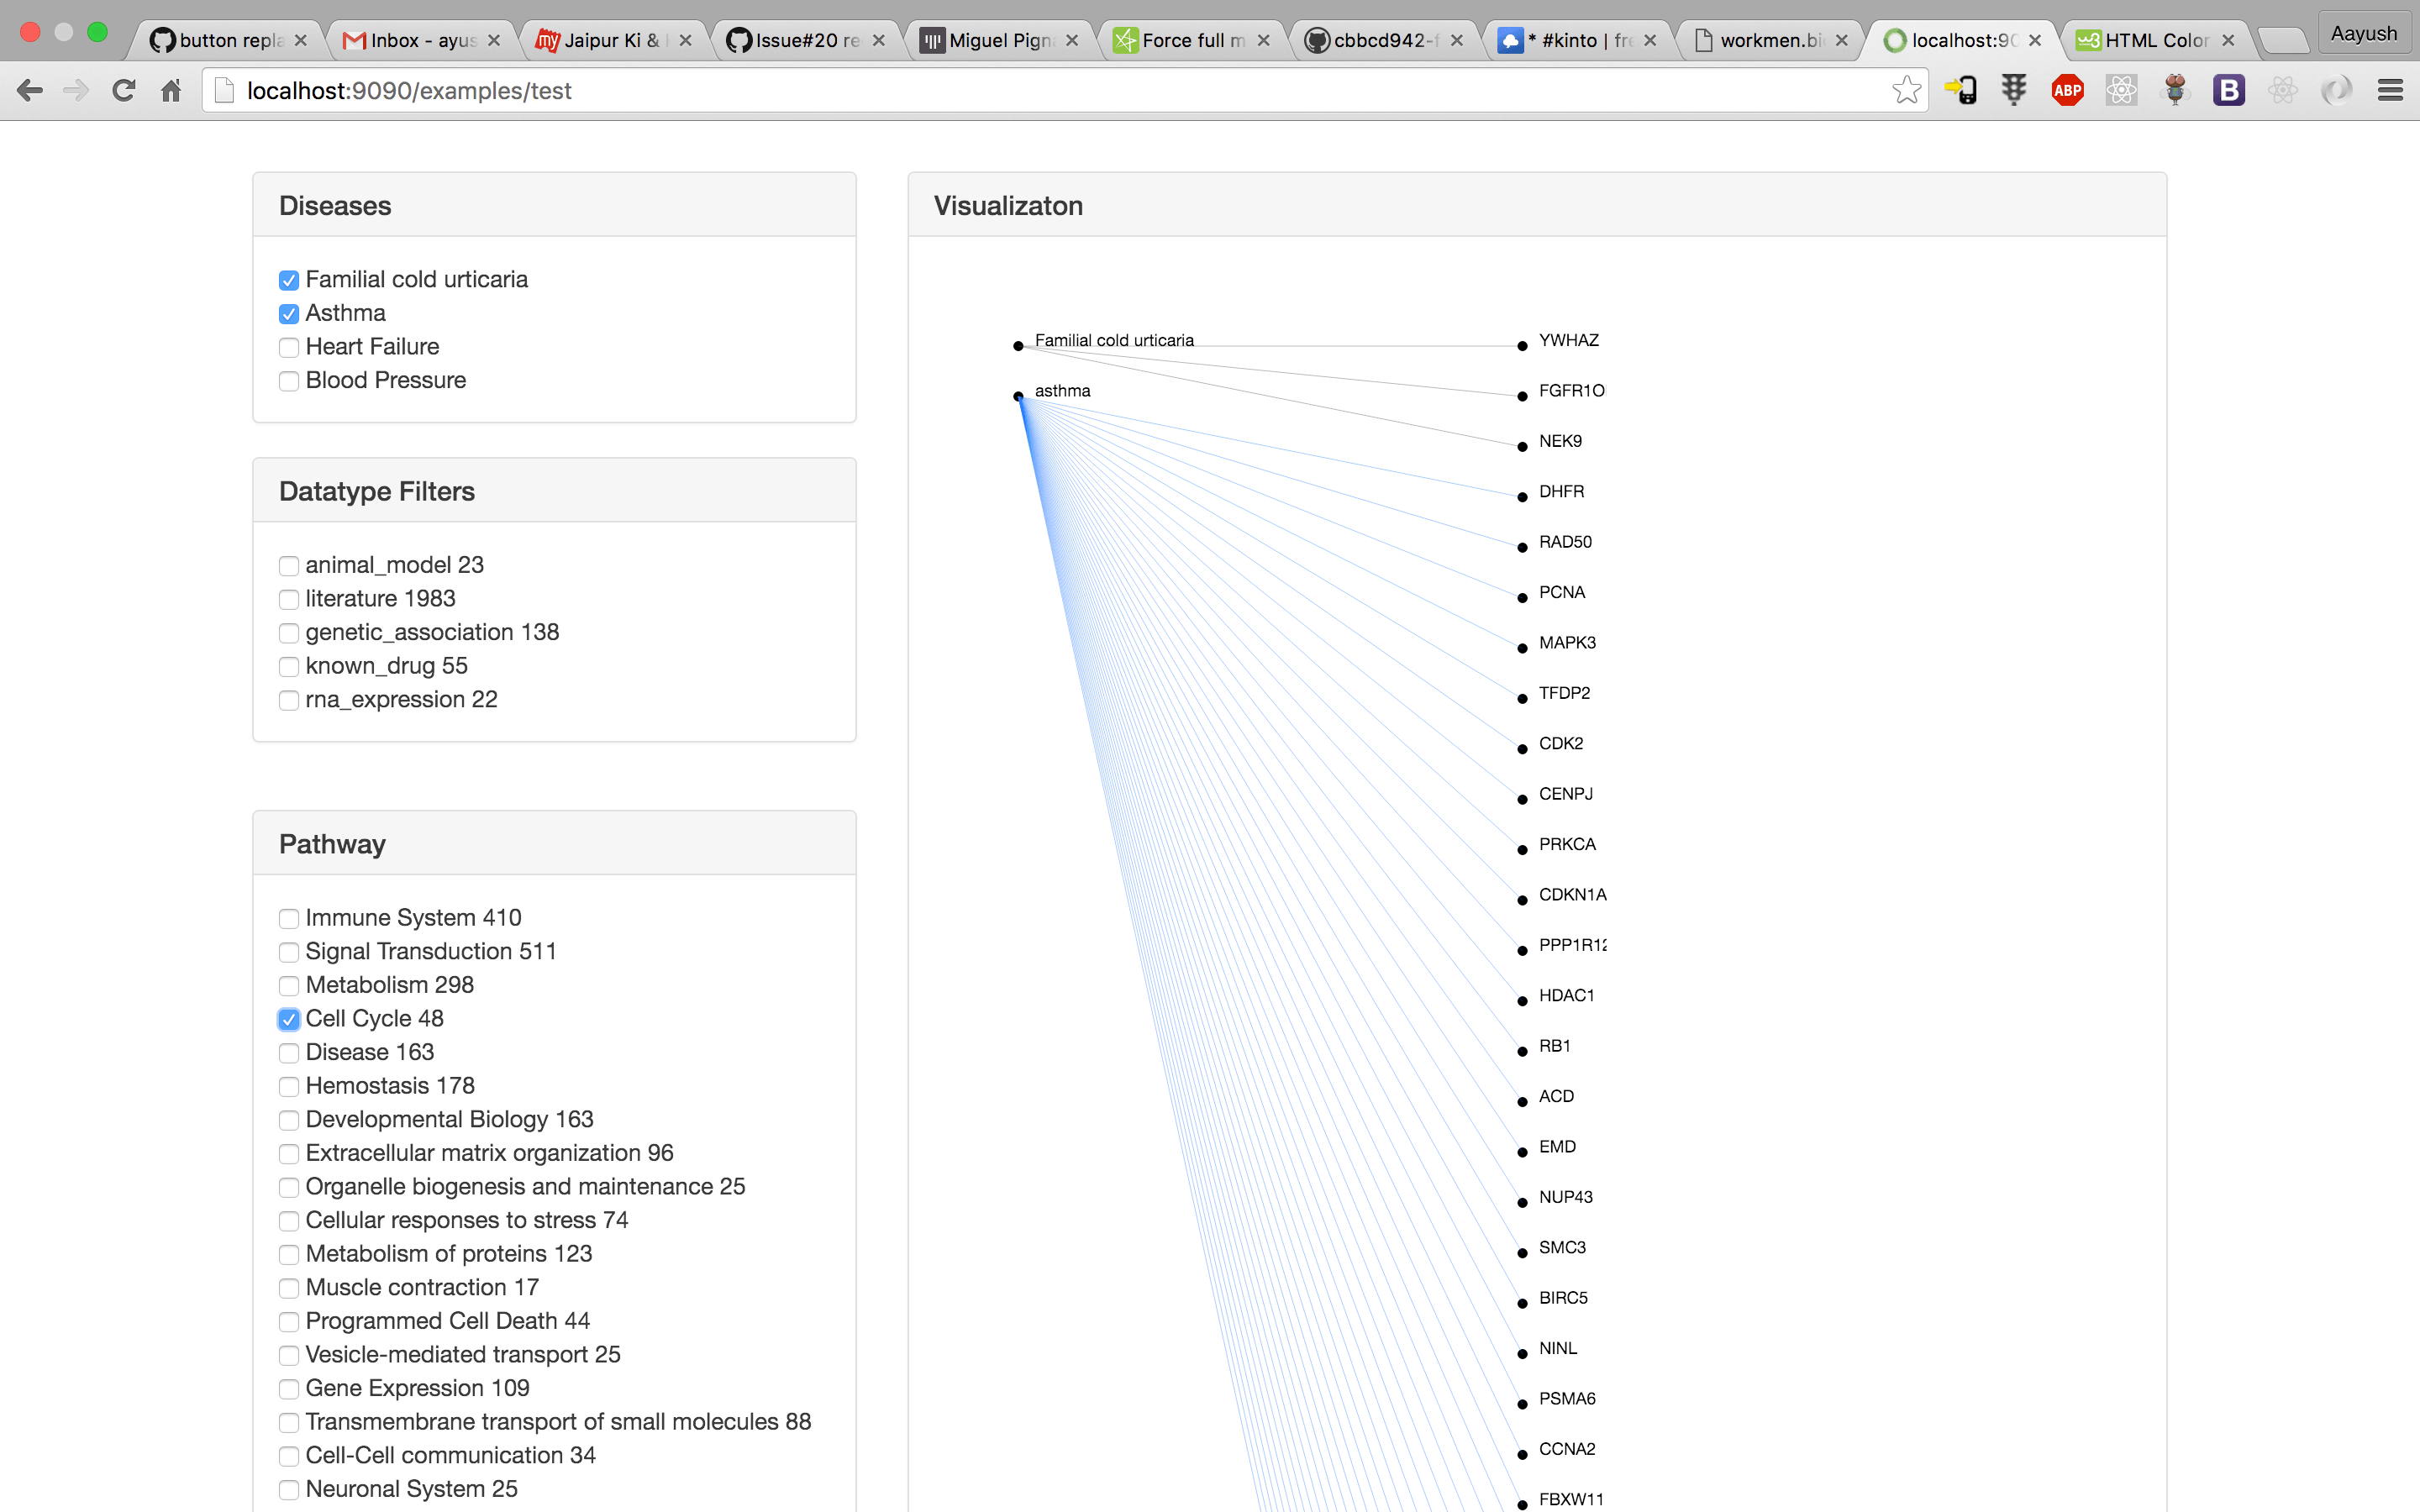 button repla
Inbox - ayus
Jaipur Ki &
Issue#20 re
Miguel Pign
Force full m
cbbcd942-f
* #kinto | fre
workmen.bi
localhost:90
HTML Color
Aayush
localhost:9090/examples/test
ABP
B
Diseases
Familial cold urticaria
Asthma
Heart Failure
Blood Pressure
Datatype Filters
animal_model 23
literature 1983
genetic_association 138
known_drug 55
rna_expression 22
Pathway
Immune System 410
Signal Transduction 511
Metabolism 298
Cell Cycle 48
Disease 163
Hemostasis 178
Developmental Biology 163
Extracellular matrix organization 96
Organelle biogenesis and maintenance 25
Cellular responses to stress 74
Metabolism of proteins 123
Muscle contraction 17
Programmed Cell Death 44
Vesicle-mediated transport 25
Gene Expression 109
Transmembrane transport of small molecules 88
Cell-Cell communication 34
Neuronal System 25
Visualizaton
Familial cold urticaria
asthma
YWHAZ
FGFR1O
NEK9
DHFR
RAD50
PCNA
MAPK3
TFDP2
CDK2
CENPJ
PRKCA
CDKN1A
PPP1R12
HDAC1
RB1
ACD
EMD
NUP43
SMC3
BIRC5
NINL
PSMA6
CCNA2
FBXW11